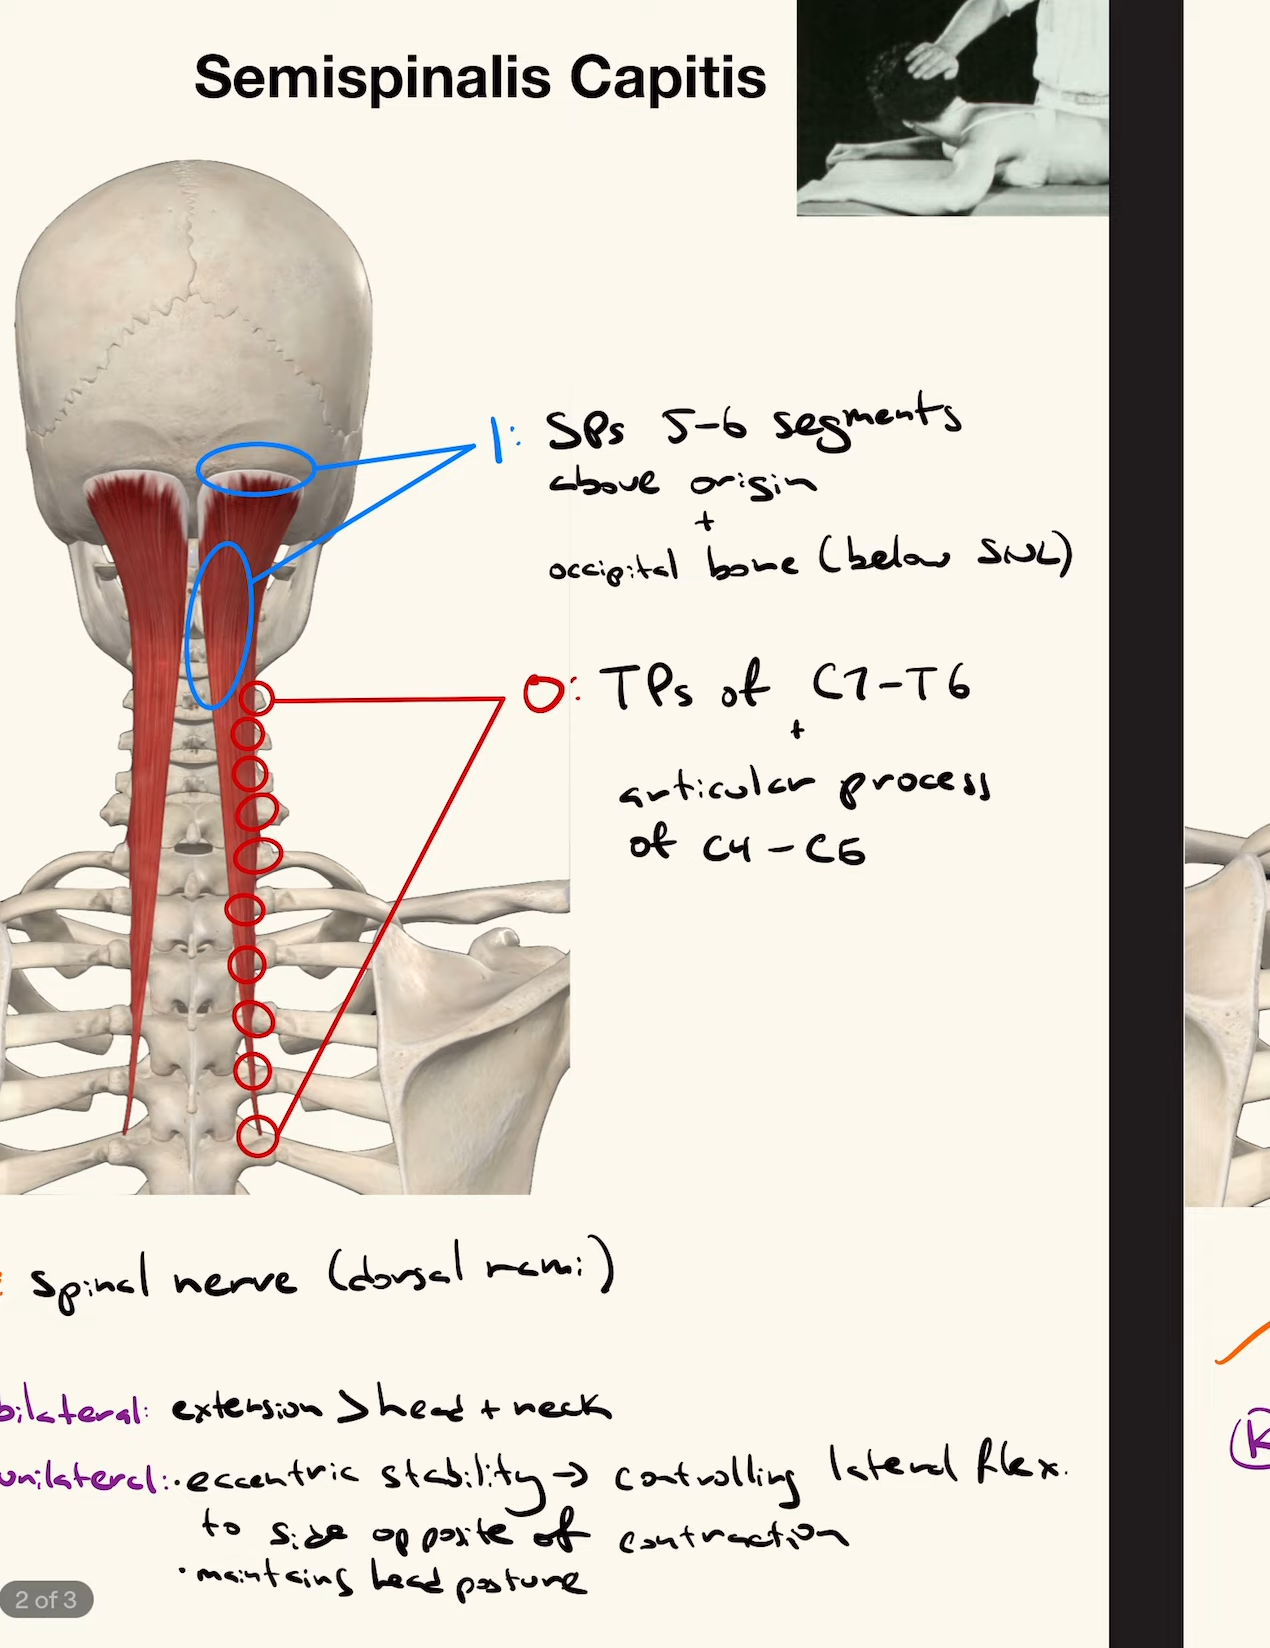 Semispinalis Capitis
I: SPs 5-6 segments
above origin
+
occipital bone (below SNL)
O: TPs of C7-T6
+
articular process
of C4-C6
: spinal nerve (dorsal rami)
bilateral: extension > head + neck
unilateral: • eccentric stability → controlling lateral flex.
to side opposite of contraction
• maintains head posture
2 of 3